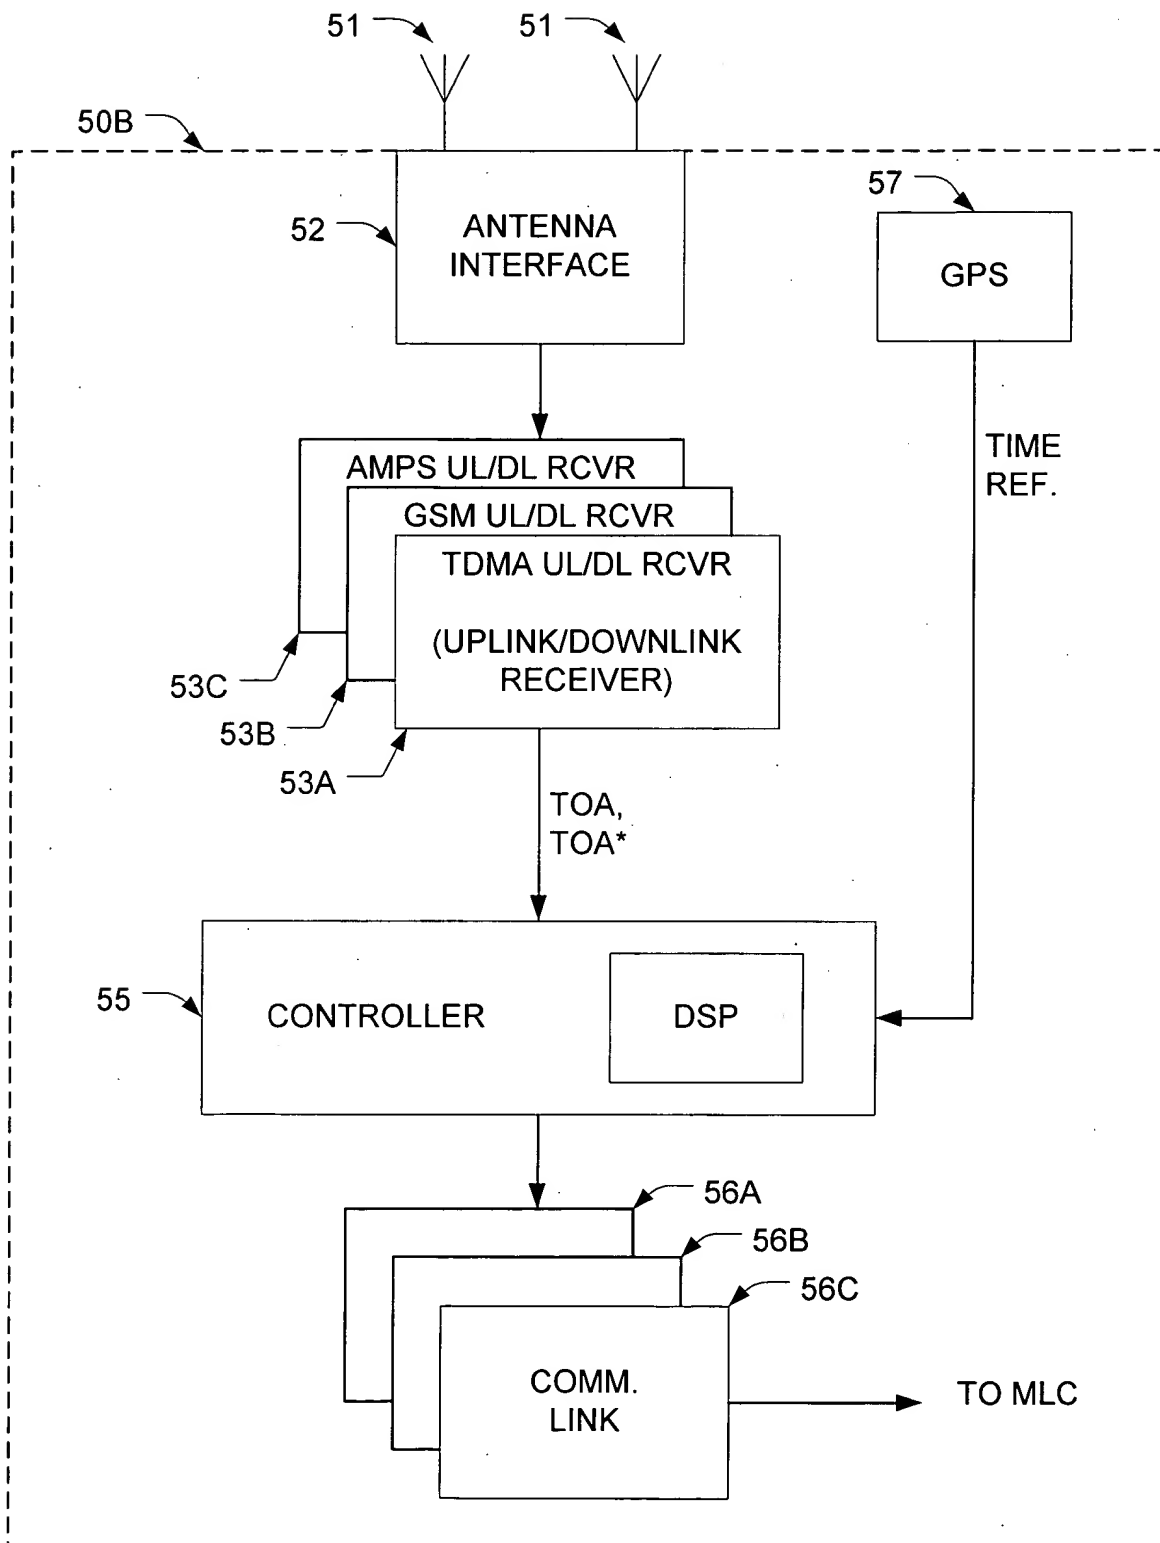 51
51
50B
52
ANTENNA
INTERFACE
57
GPS
TIME
REF.
AMPS UL/DL RCVR
GSM UL/DL RCVR
TDMA UL/DL RCVR
(UPLINK/DOWNLINK
RECEIVER)
53C
53B
53A
TOA,
TOA*
55
CONTROLLER
DSP
56A
56B
56C
COMM.
LINK
TO MLC